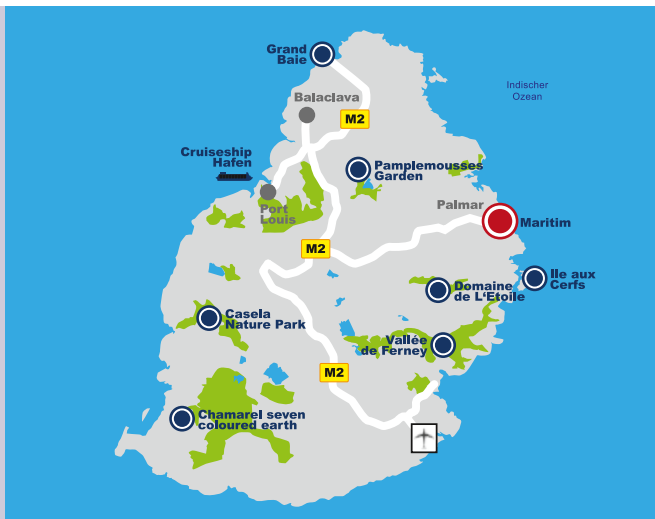 Grand
Baie
Indischer
Ozean
Balaclava
M2
Cruiseship
Hafen
Pamplemousses
Garden
Port
Louis
Palmar
Maritim
M2
Ile aux
Cerfs
Domaine
de L'Etoile
Casela
Nature Park
Vallée
de Ferney
M2
Chamarel seven
coloured earth